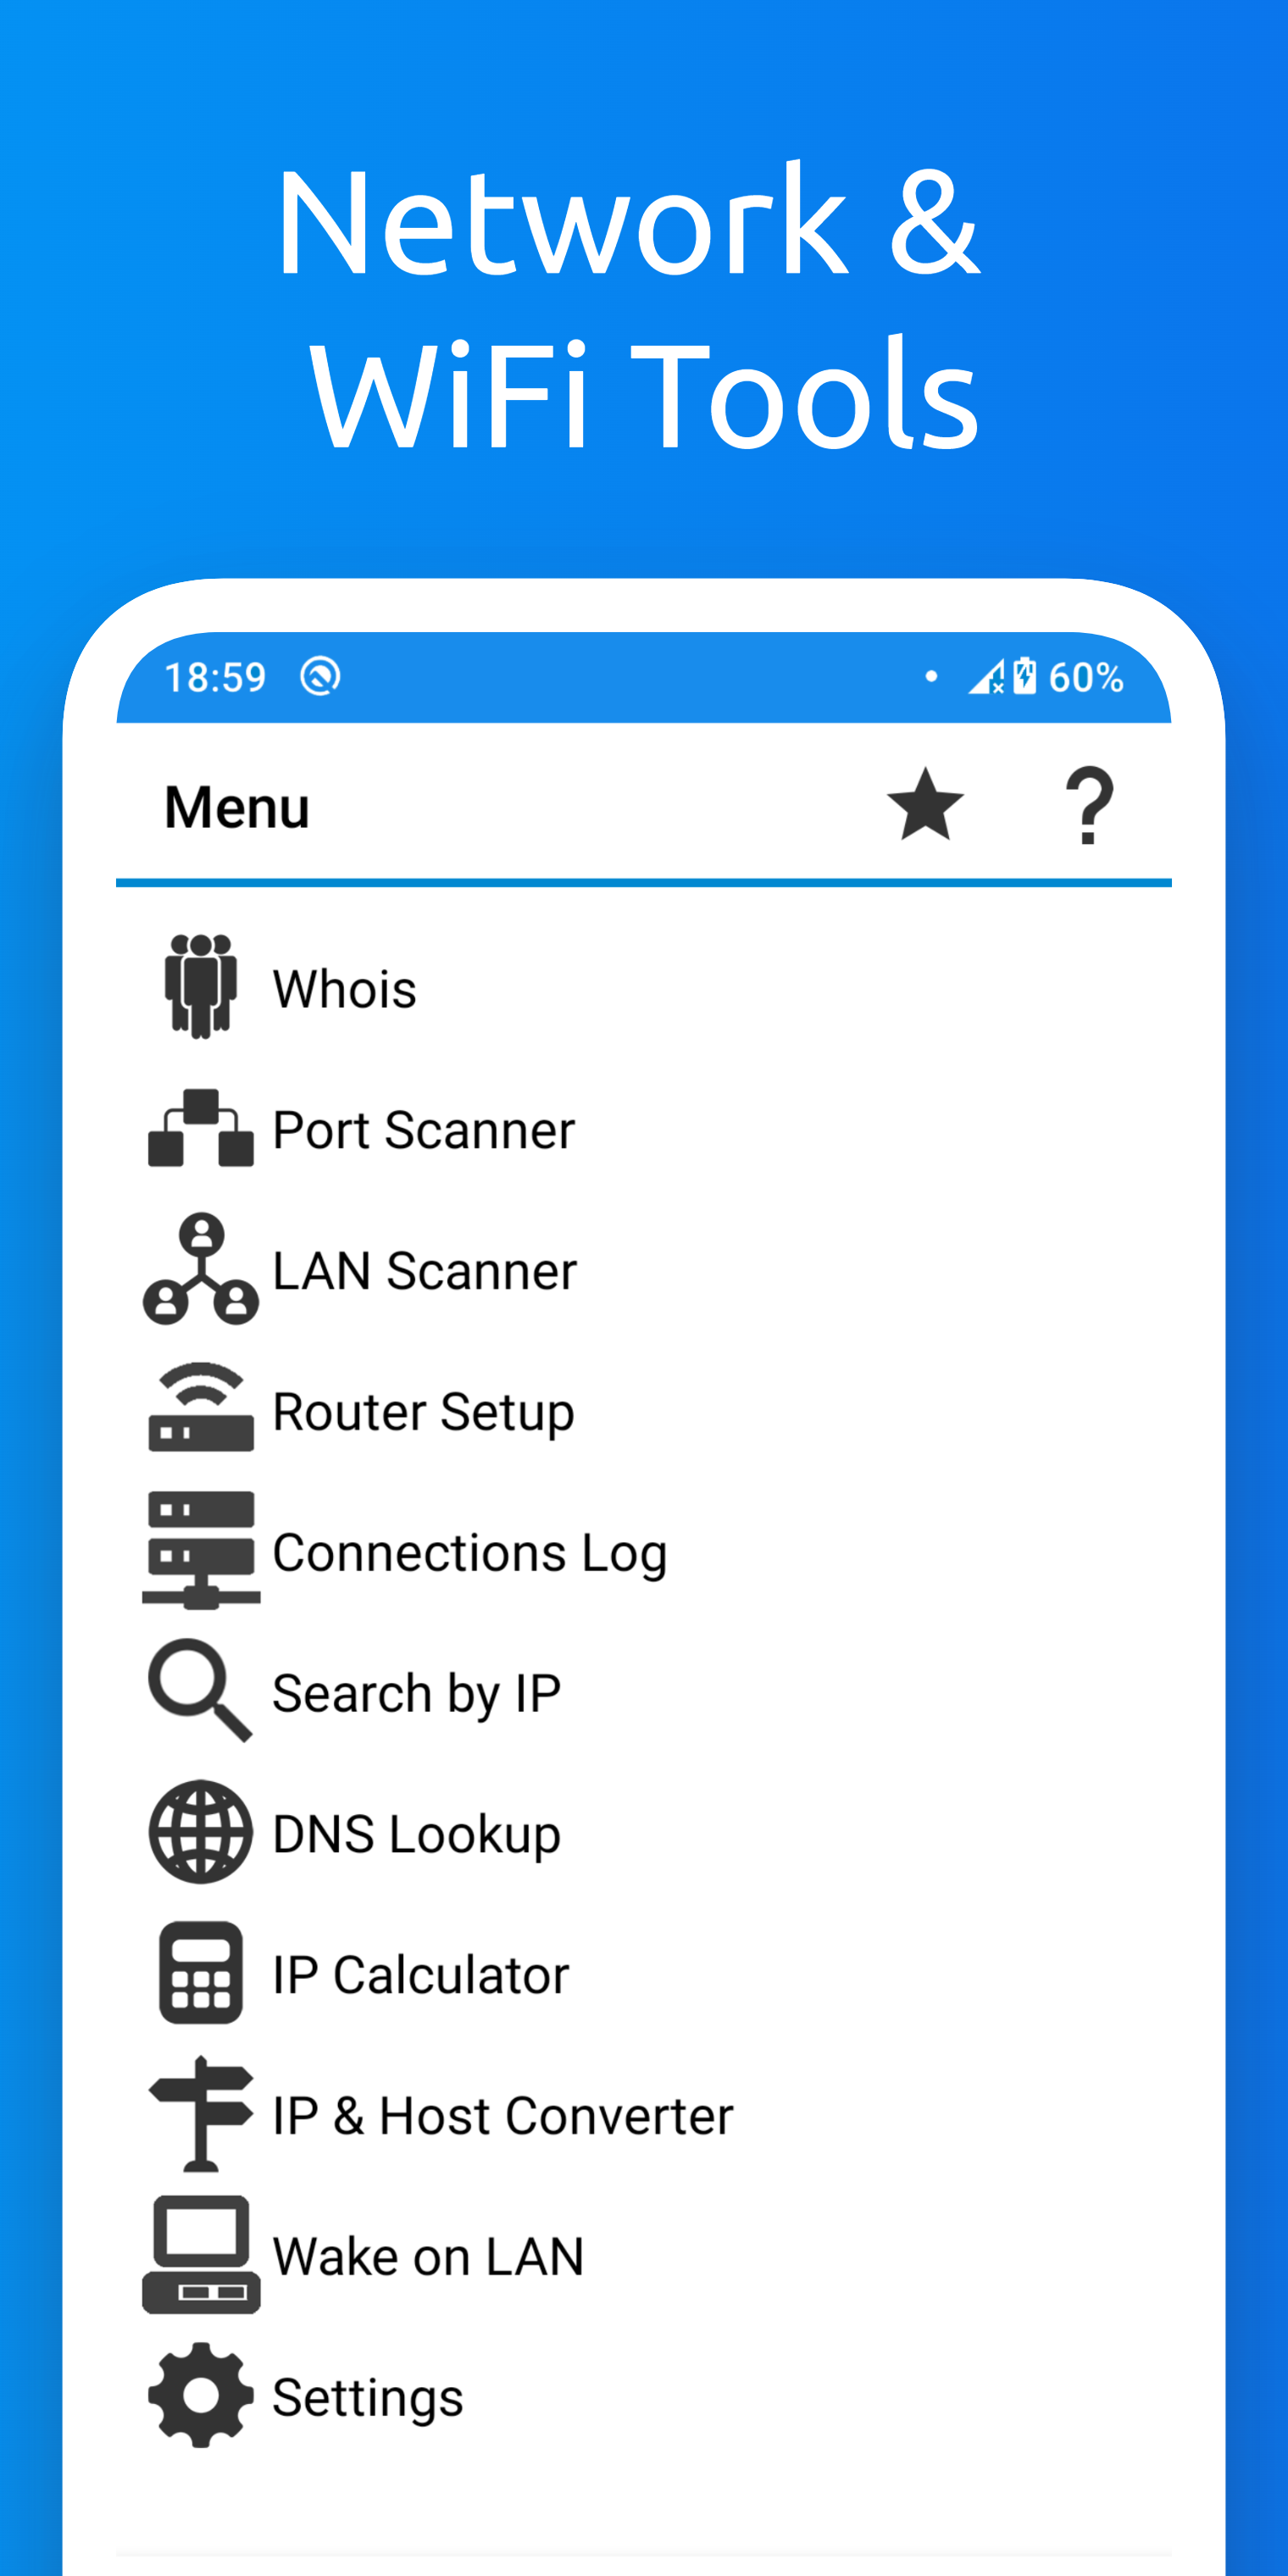 Network &
WiFi Tools
18:59 60%
Menu ?
Whois
Port Scanner
LAN Scanner
Router Setup
Connections Log
Search by IP
DNS Lookup
IP Calculator
IP & Host Converter
Wake on LAN
Settings